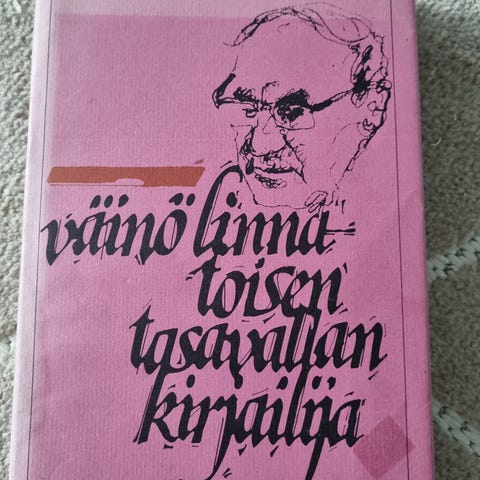 väinö linna
toisen
tasavallan
kirjailija